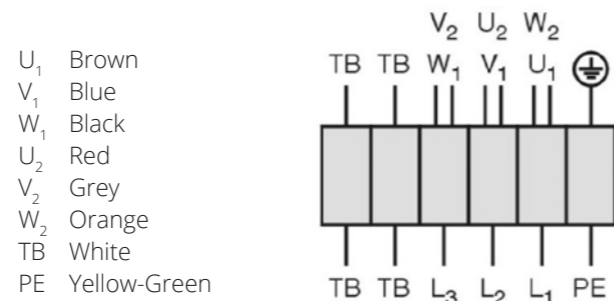 U₁ Brown
V₁ Blue
W₁ Black
U₂ Red
V₂ Grey
W₂ Orange
TB White
PE Yellow-Green
V₂ U₂ W₂
TB TB W₁ V₁ U₁
TB TB L₃ L₂ L₁ PE